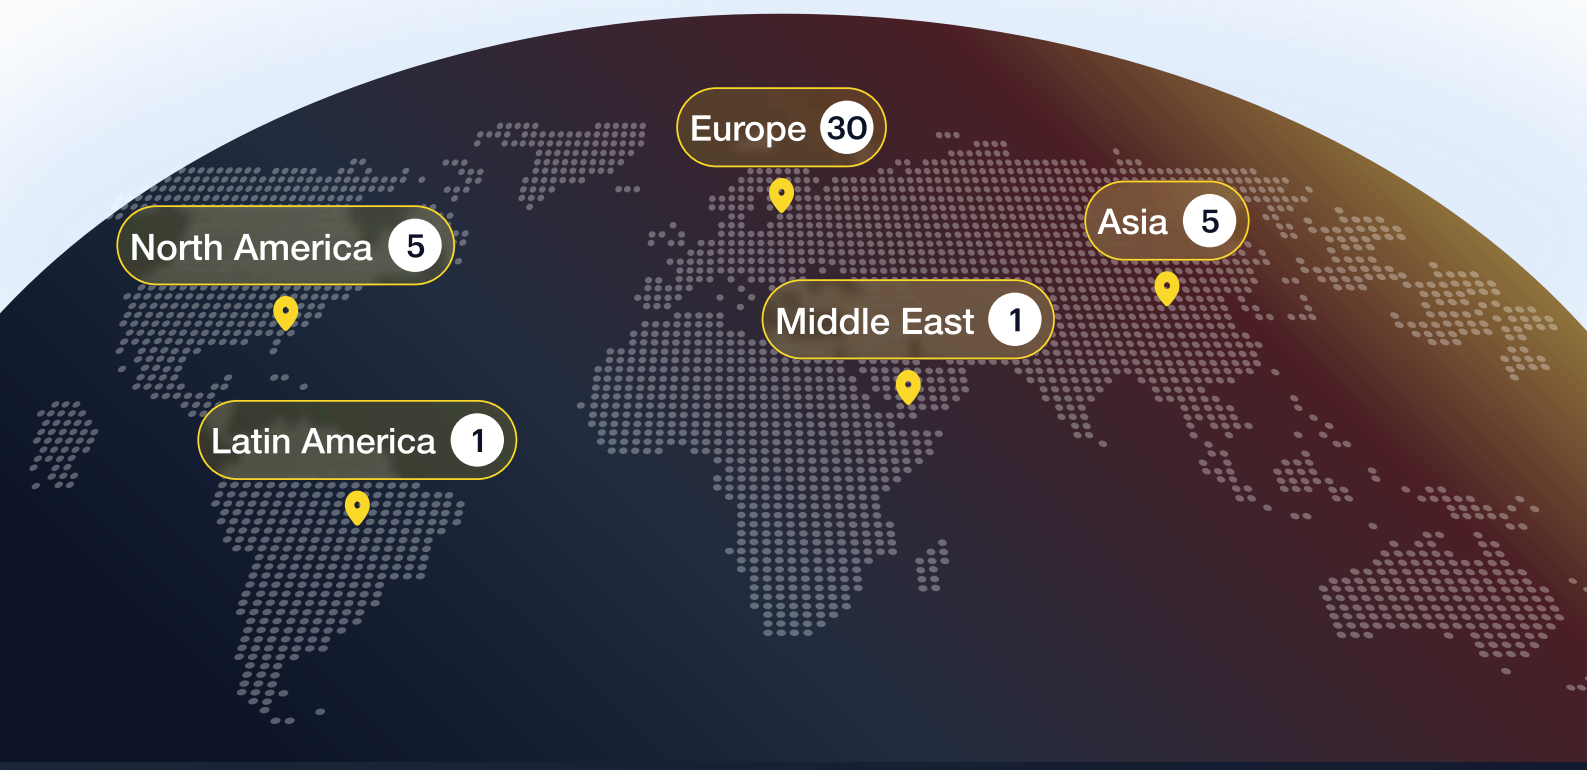 Europe 30
Asia 5
North America 5
Middle East 1
Latin America 1